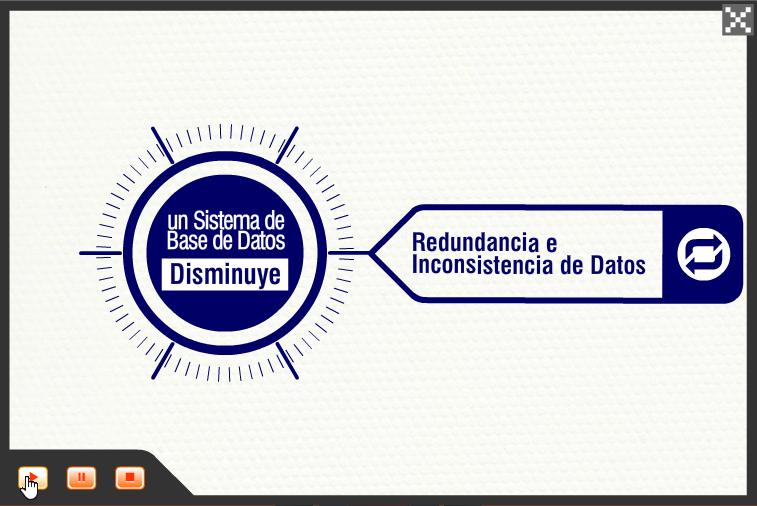 un Sistema de
Base de Datos
Disminuye
Redundancia e
Inconsistencia de Datos